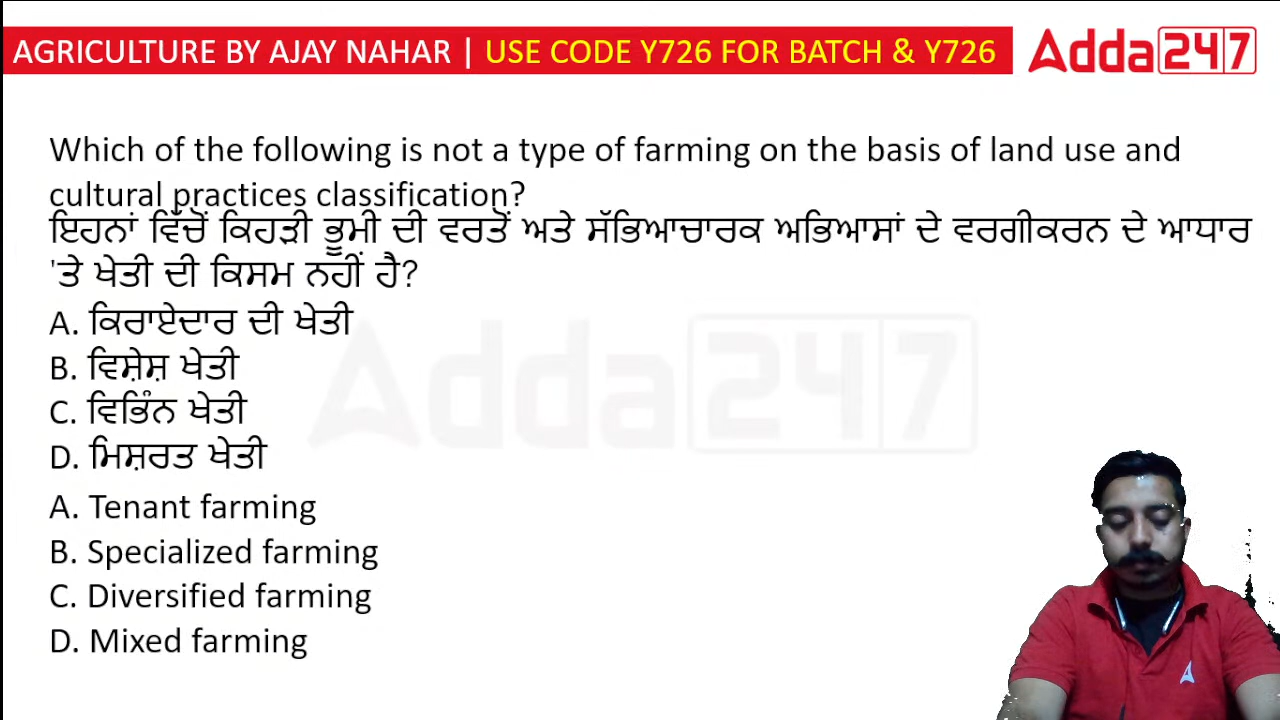 AGRICULTURE BY AJAY NAHAR | USE CODE Y726 FOR BATCH & Y726
Adda247
Which of the following is not a type of farming on the basis of land use and
cultural practices classification?
ਇਹਨਾਂ ਵਿੱਚੋਂ ਕਿਹੜੀ ਭੂਮੀ ਦੀ ਵਰਤੋਂ ਅਤੇ ਸੱਭਿਆਚਾਰਕ ਅਭਿਆਸਾਂ ਦੇ ਵਰਗੀਕਰਨ ਦੇ ਆਧਾਰ
'ਤੇ ਖੇਤੀ ਦੀ ਕਿਸਮ ਨਹੀਂ ਹੈ?
A. ਕਿਰਾਏਦਾਰ ਦੀ ਖੇਤੀ
B. ਵਿਸ਼ੇਸ਼ ਖੇਤੀ
C. ਵਿਭਿੰਨ ਖੇਤੀ
D. ਮਿਸ਼ਰਤ ਖੇਤੀ
A. Tenant farming
B. Specialized farming
C. Diversified farming
D. Mixed farming
Adda247